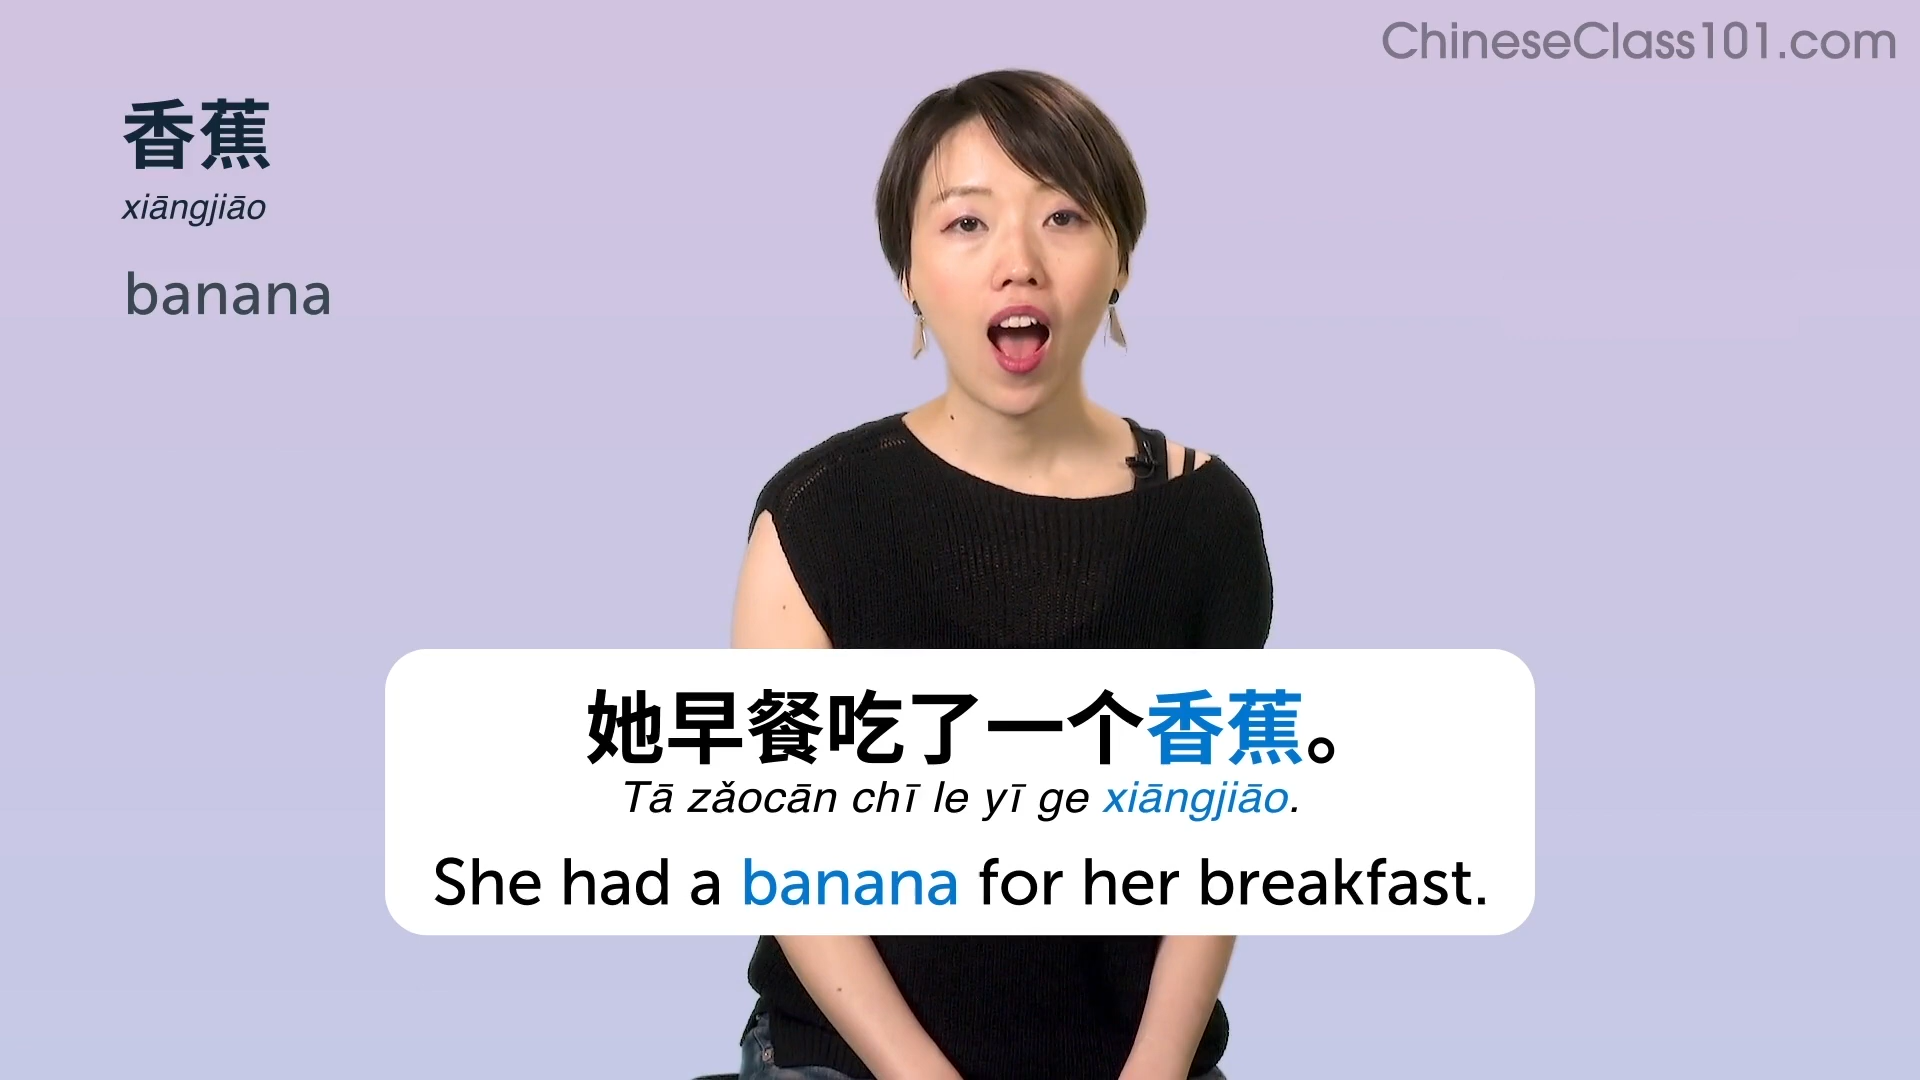 ChineseClass101.com
香蕉
xiāngjiāo
banana
她早餐吃了一个香蕉。
Tā zǎocān chī le yī ge xiāngjiāo.
She had a banana for her breakfast.